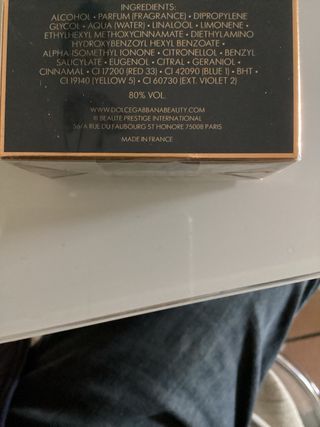 INGREDIENTS:
ALCOHOL • PARFUM (FRAGRANCE) • DIPROPYLENE
GLYCOL • AQUA (WATER) • LINALOOL • LIMONENE •
ETHYLHEXYL METHOXYCINNAMATE • DIETHYLAMINO
HYDROXYBENZOYL HEXYL BENZOATE •
ALPHA-ISOMETHYL IONONE • CITRONELLOL • BENZYL
SALICYLATE • EUGENOL • CITRAL • GERANIOL •
CINNAMAL • CI 17200 (RED 33) • CI 42090 (BLUE 1) • BHT •
CI 19140 (YELLOW 5) • CI 60730 (EXT. VIOLET 2)
80% VOL.
WWW.DOLCEGABBANABEAUTY.COM
® BEAUTÉ PRESTIGE INTERNATIONAL
56/A RUE DU FAUBOURG ST HONORE 75008 PARIS
MADE IN FRANCE